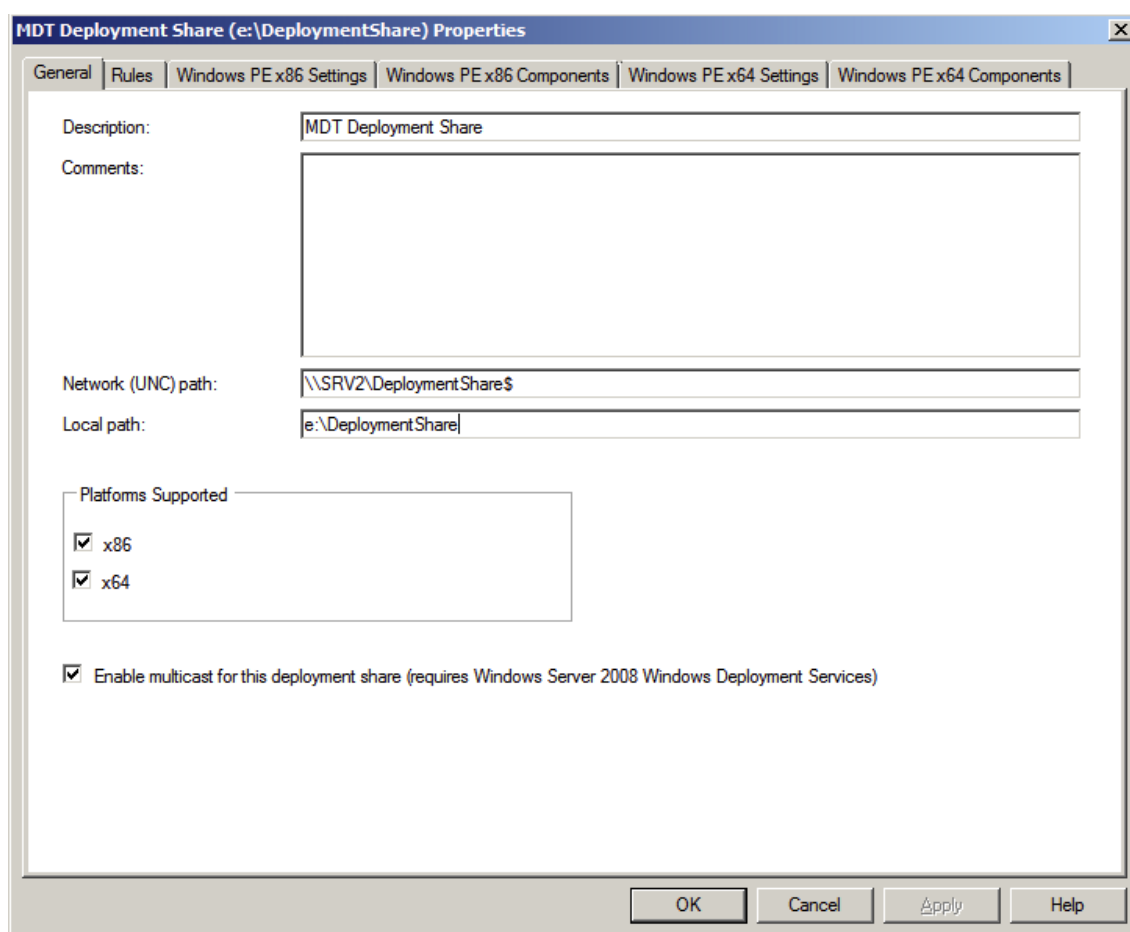 MDT Deployment Share (e:\DeploymentShare) Properties
General Rules Windows PE x86 Settings Windows PE x86 Components Windows PE x64 Settings Windows PE x64 Components
Description: MDT Deployment Share
Comments:
Network (UNC) path: \\SRV2\DeploymentShare$
Local path: e:\DeploymentShare
Platforms Supported
x86
x64
Enable multicast for this deployment share (requires Windows Server 2008 Windows Deployment Services)
OK Cancel Apply Help